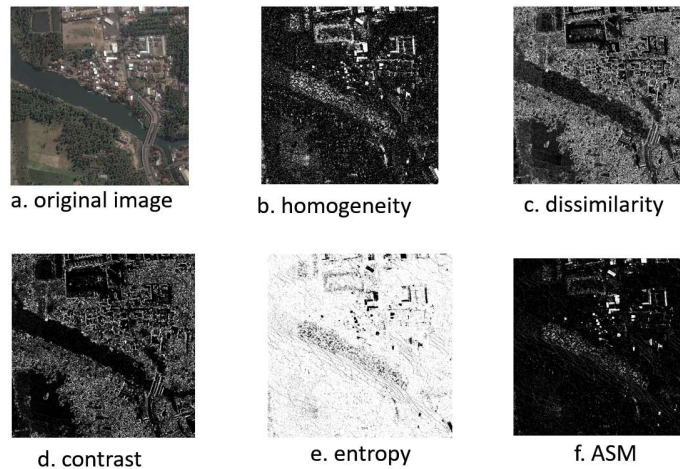 a. original image
b. homogeneity
c. dissimilarity
d. contrast
e. entropy
f. ASM